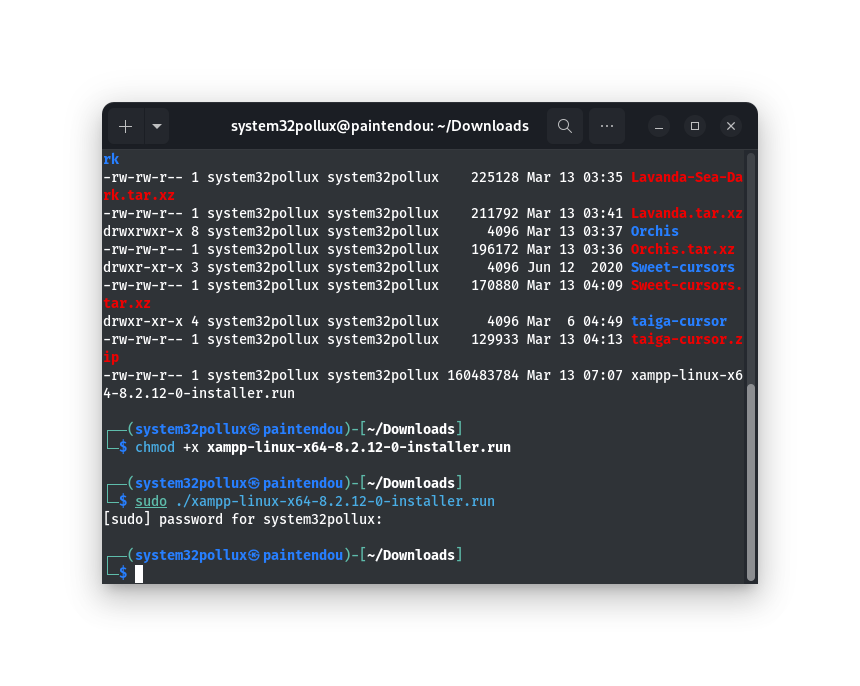 system32pollux@paintendou: ~/Downloads
rk
-rw-rw-r-- 1 system32pollux system32pollux    225128 Mar 13 03:35 Lavanda-Sea-Da
rk.tar.xz
-rw-rw-r-- 1 system32pollux system32pollux    211792 Mar 13 03:41 Lavanda.tar.xz
drwxrwxr-x 8 system32pollux system32pollux      4096 Mar 13 03:37 Orchis
-rw-rw-r-- 1 system32pollux system32pollux    196172 Mar 13 03:36 Orchis.tar.xz
drwxr-xr-x 3 system32pollux system32pollux      4096 Jun 12  2020 Sweet-cursors
-rw-rw-r-- 1 system32pollux system32pollux    170880 Mar 13 04:09 Sweet-cursors.
tar.xz
drwxr-xr-x 4 system32pollux system32pollux      4096 Mar  6 04:49 taiga-cursor
-rw-rw-r-- 1 system32pollux system32pollux    129933 Mar 13 04:13 taiga-cursor.z
ip
-rw-rw-r-- 1 system32pollux system32pollux 160483784 Mar 13 07:07 xampp-linux-x6
4-8.2.12-0-installer.run
┌──(system32pollux㉿paintendou)-[~/Downloads]
└─$ chmod +x xampp-linux-x64-8.2.12-0-installer.run
┌──(system32pollux㉿paintendou)-[~/Downloads]
└─$ sudo ./xampp-linux-x64-8.2.12-0-installer.run
[sudo] password for system32pollux:
┌──(system32pollux㉿paintendou)-[~/Downloads]
└─$